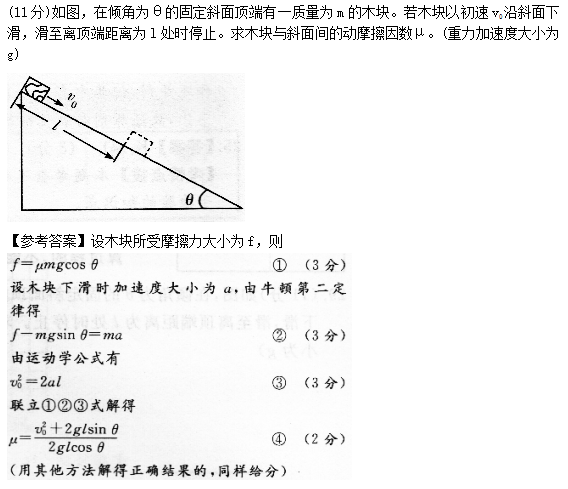 (11分)如图，在倾角为θ的固定斜面顶端有一质量为m的木块。若木块以初速v₀沿斜面下
滑，滑至离顶端距离为l处时停止。求木块与斜面间的动摩擦因数μ。(重力加速度大小为
g)
v₀
l
θ
【参考答案】设木块所受摩擦力大小为f，则
f=μmgcos θ ① (3分)
设木块下滑时加速度大小为a,由牛顿第二定
律得
f-mgsin θ=ma ② (3分)
由运动学公式有
v₀²=2al ③ (3分)
联立①②③式解得
μ=(v₀²+2glsin θ)/(2glcos θ) ④ (2分)
(用其他方法解得正确结果的,同样给分)